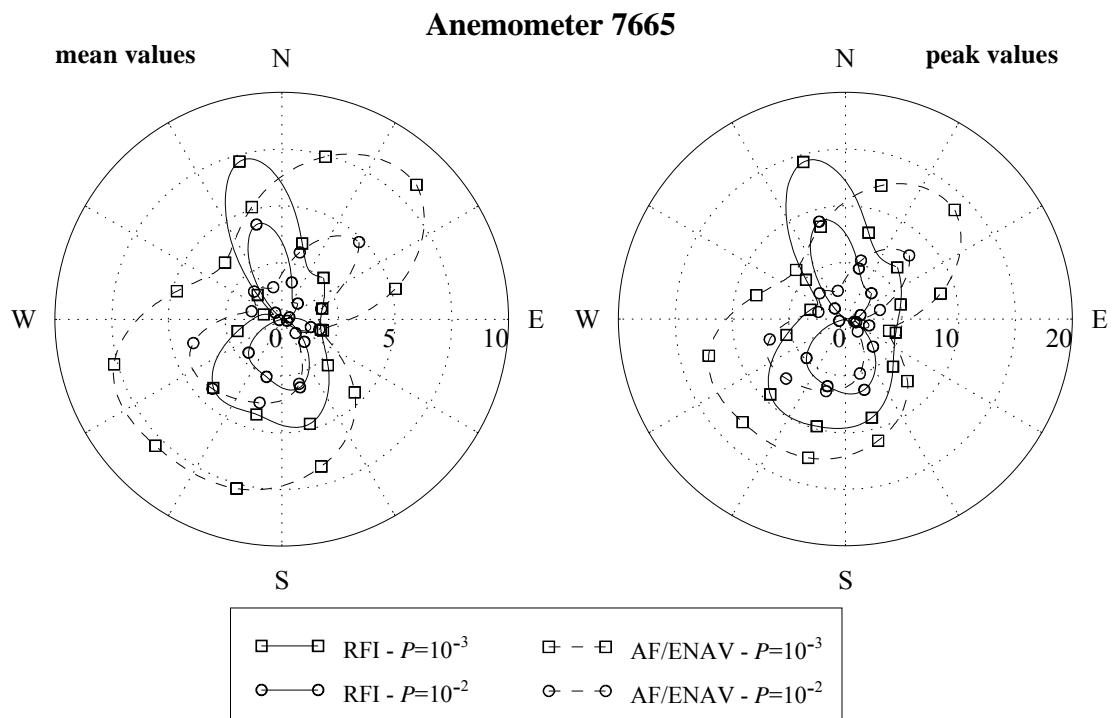 Anemometer 7665
mean values N N peak values
W 0 5 10 E W 0 10 20 E
S S
RFI - P=10⁻³ AF/ENAV - P=10⁻³
RFI - P=10⁻² AF/ENAV - P=10⁻²